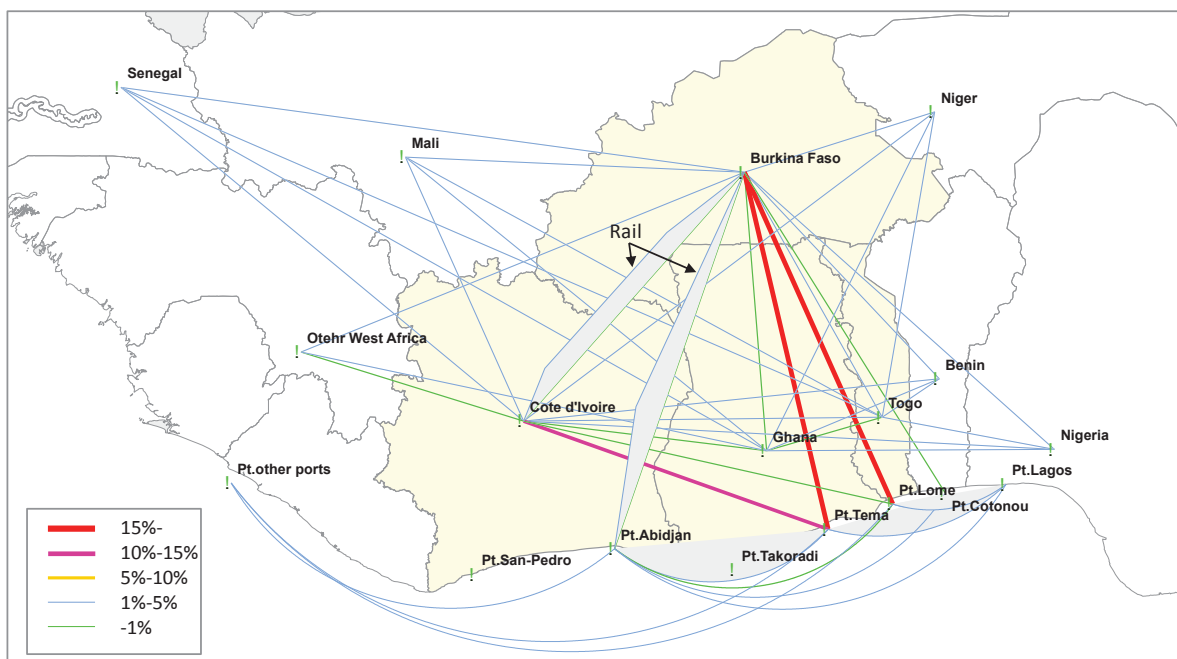 Senegal
Niger
Mali
Burkina Faso
Rail
Otehr West Africa
Benin
Cote d'Ivoire
Togo
Ghana
Nigeria
Pt.other ports
Pt.Lagos
Pt.Lome
Pt.Cotonou
Pt.Tema
Pt.Abidjan
Pt.San-Pedro
Pt.Takoradi
15%-
10%-15%
5%-10%
1%-5%
-1%